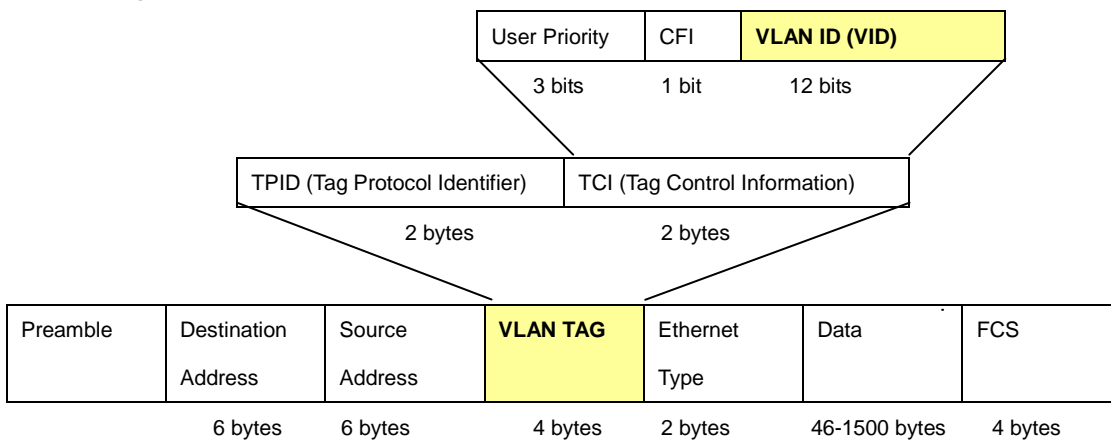 User Priority CFI VLAN ID (VID)
3 bits 1 bit 12 bits
TPID (Tag Protocol Identifier) TCI (Tag Control Information)
2 bytes 2 bytes
Preamble Destination Source VLAN TAG Ethernet Data FCS
Address Address Type
6 bytes 6 bytes 4 bytes 2 bytes 46-1500 bytes 4 bytes